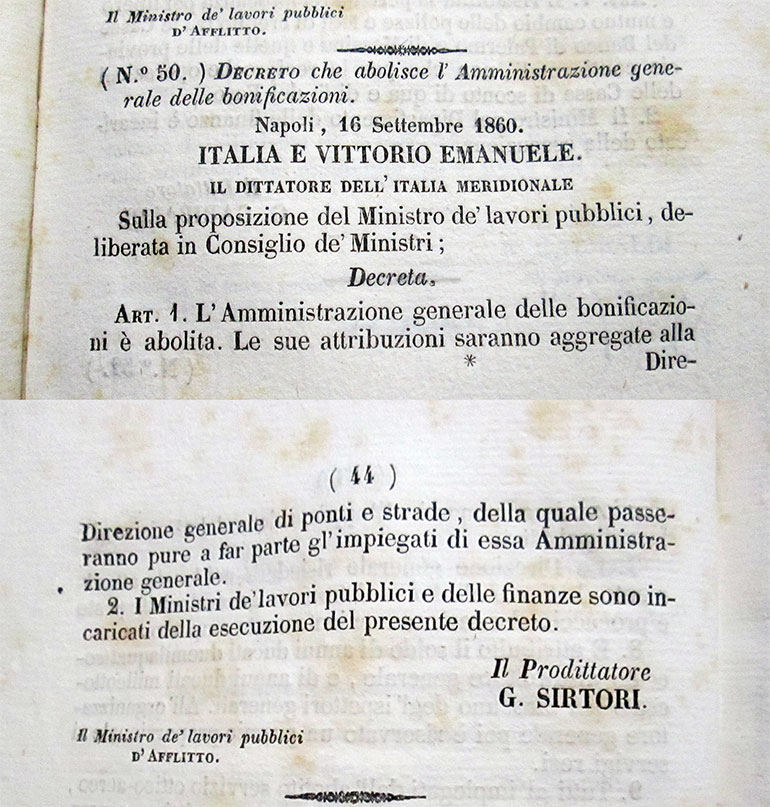 Il Ministro de' lavori pubblici
D'AFFLITTO.
( N.º 50. ) DECRETO che abolisce l' Amministrazione gene-
rale delle bonificazioni.
Napoli, 16 Settembre 1860.
ITALIA E VITTORIO EMANUELE.
IL DITTATORE DELL'ITALIA MERIDIONALE
Sulla proposizione del Ministro de' lavori pubblici, de-
liberata in Consiglio de' Ministri;
Decreta.
ART. 1. L'Amministrazione generale delle bonificazio-
ni è abolita. Le sue attribuzioni saranno aggregate alla
* Dire-
( 44 )
Direzione generale di ponti e strade, della quale passe-
ranno pure a far parte gl'impiegati di essa Amministra-
zione generale.
2. I Ministri de' lavori pubblici e delle finanze sono in-
caricati della esecuzione del presente decreto.
Il Prodittatore
G. SIRTORI.
Il Ministro de' lavori pubblici
D'AFFLITTO.